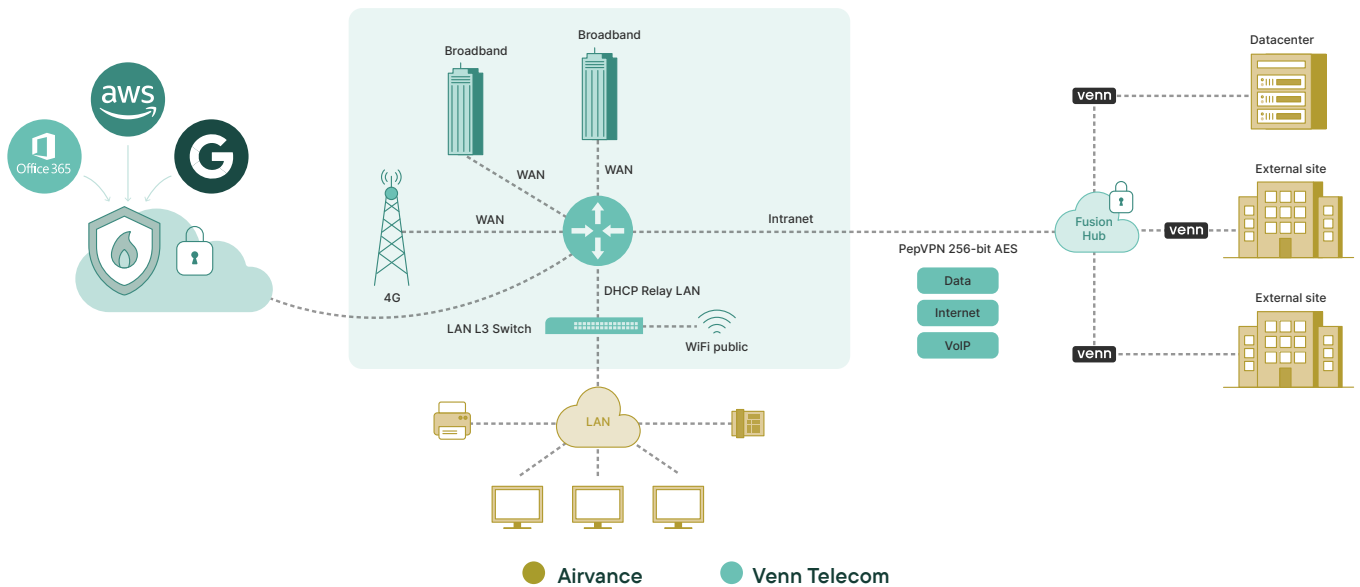 Broadband
Broadband
Datacenter
aws
Office 365
G
venn
WAN
WAN
External site
WAN
Intranet
Fusion
Hub
venn
PepVPN 256-bit AES
Data
Internet
VoIP
4G
DHCP Relay LAN
LAN L3 Switch
WiFi public
External site
venn
LAN
Airvance
Venn Telecom